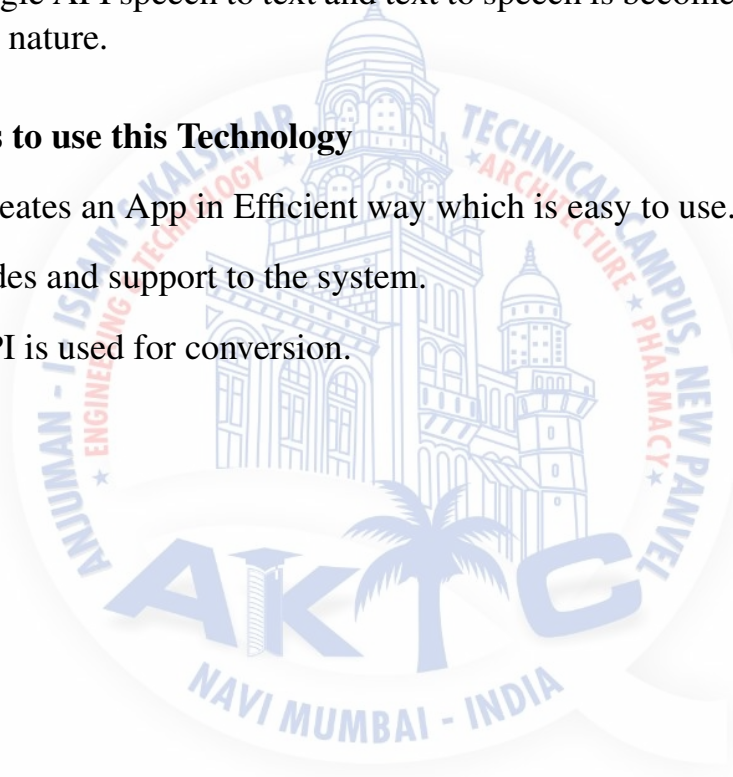 gle API speech to text and text to speech is become
nature.
s to use this Technology
eates an App in Efficient way which is easy to use.
des and support to the system.
PI is used for conversion.
ANJUMAN - I - ISLAM'S KALSEKAR TECHNICAL CAMPUS, NEW PANVEL
ENGINEERING & TECHNOLOGY ★ ARCHITECTURE ★ PHARMACY ★
AKTC
NAVI MUMBAI - INDIA